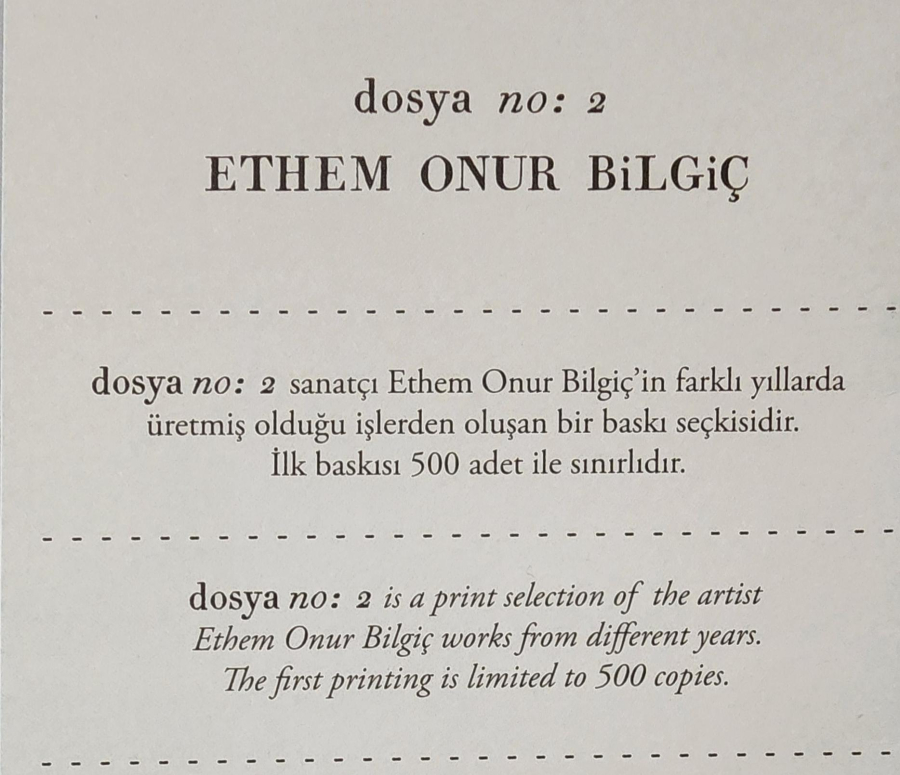 dosya no: 2
ETHEM ONUR BiLGiÇ
dosya no: 2 sanatçı Ethem Onur Bilgiç’in farklı yıllarda
üretmiş olduğu işlerden oluşan bir baskı seçkisidir.
İlk baskısı 500 adet ile sınırlıdır.
dosya no: 2 is a print selection of the artist
Ethem Onur Bilgiç works from different years.
The first printing is limited to 500 copies.